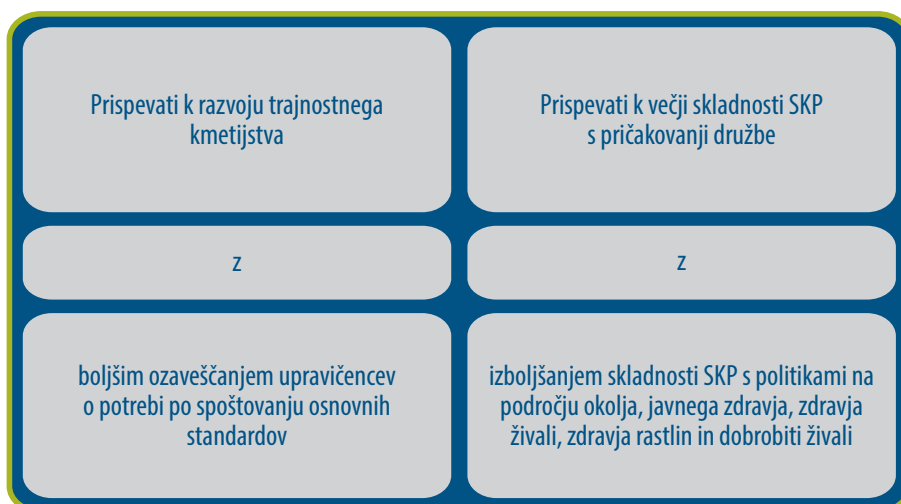 Prispevati k razvoju trajnostnega
kmetijstva
z
boljšim ozaveščanjem upravičencev
o potrebi po spoštovanju osnovnih
standardov
Prispevati k večji skladnosti SKP
s pričakovanji družbe
z
izboljšanjem skladnosti SKP s politikami na
področju okolja, javnega zdravja, zdravja
živali, zdravja rastlin in dobrobiti živali